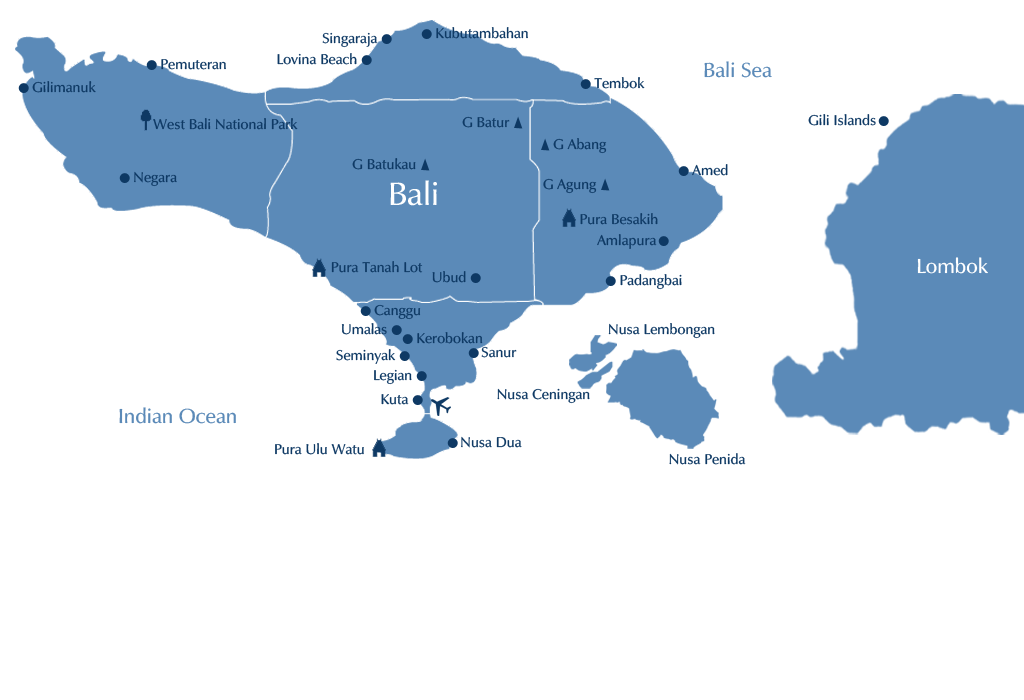 Kubutambahan
Singaraja
Lovina Beach
Pemuteran
Bali Sea
Tembok
Gilimanuk
Gili Islands
West Bali National Park
G Batur
G Abang
G Batukau
Amed
Negara
G Agung
Bali
Pura Besakih
Amlapura
Pura Tanah Lot
Lombok
Ubud
Padangbai
Canggu
Umalas
Nusa Lembongan
Kerobokan
Seminyak
Sanur
Legian
Nusa Ceningan
Kuta
Indian Ocean
Nusa Dua
Pura Ulu Watu
Nusa Penida